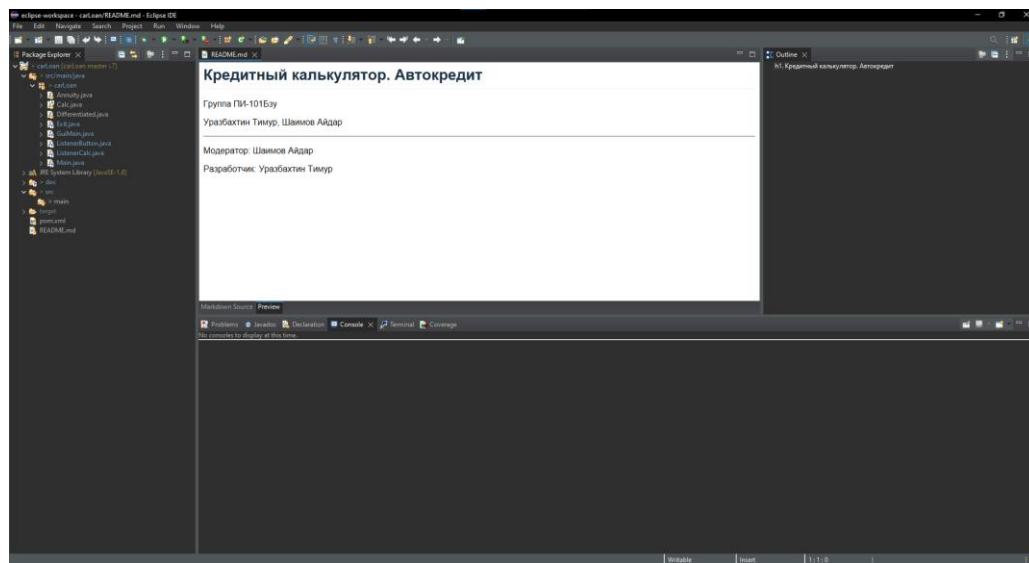 eclipse-workspace - carLoan/README.md - Eclipse IDE
File Edit Navigate Search Project Run Window Help
Package Explorer
README.md
Outline
carLoan [carLoan master ↓7]
src/main/java
carLoan
Annuity.java
Calc.java
Differentiated.java
Exit.java
GuiMain.java
ListenerButton.java
ListenerCalc.java
Main.java
JRE System Library [JavaSE-1.8]
doc
src
main
target
pom.xml
README.md
Кредитный калькулятор. Автокредит
Группа ПИ-101Бзу
Уразбахтин Тимур, Шаимов Айдар
Модератор: Шаимов Айдар
Разработчик: Уразбахтин Тимур
h1. Кредитный калькулятор. Автокредит
Markdown Source Preview
Problems Javadoc Declaration Console Terminal Coverage
No consoles to display at this time.
Writable Insert 1 : 1 : 0